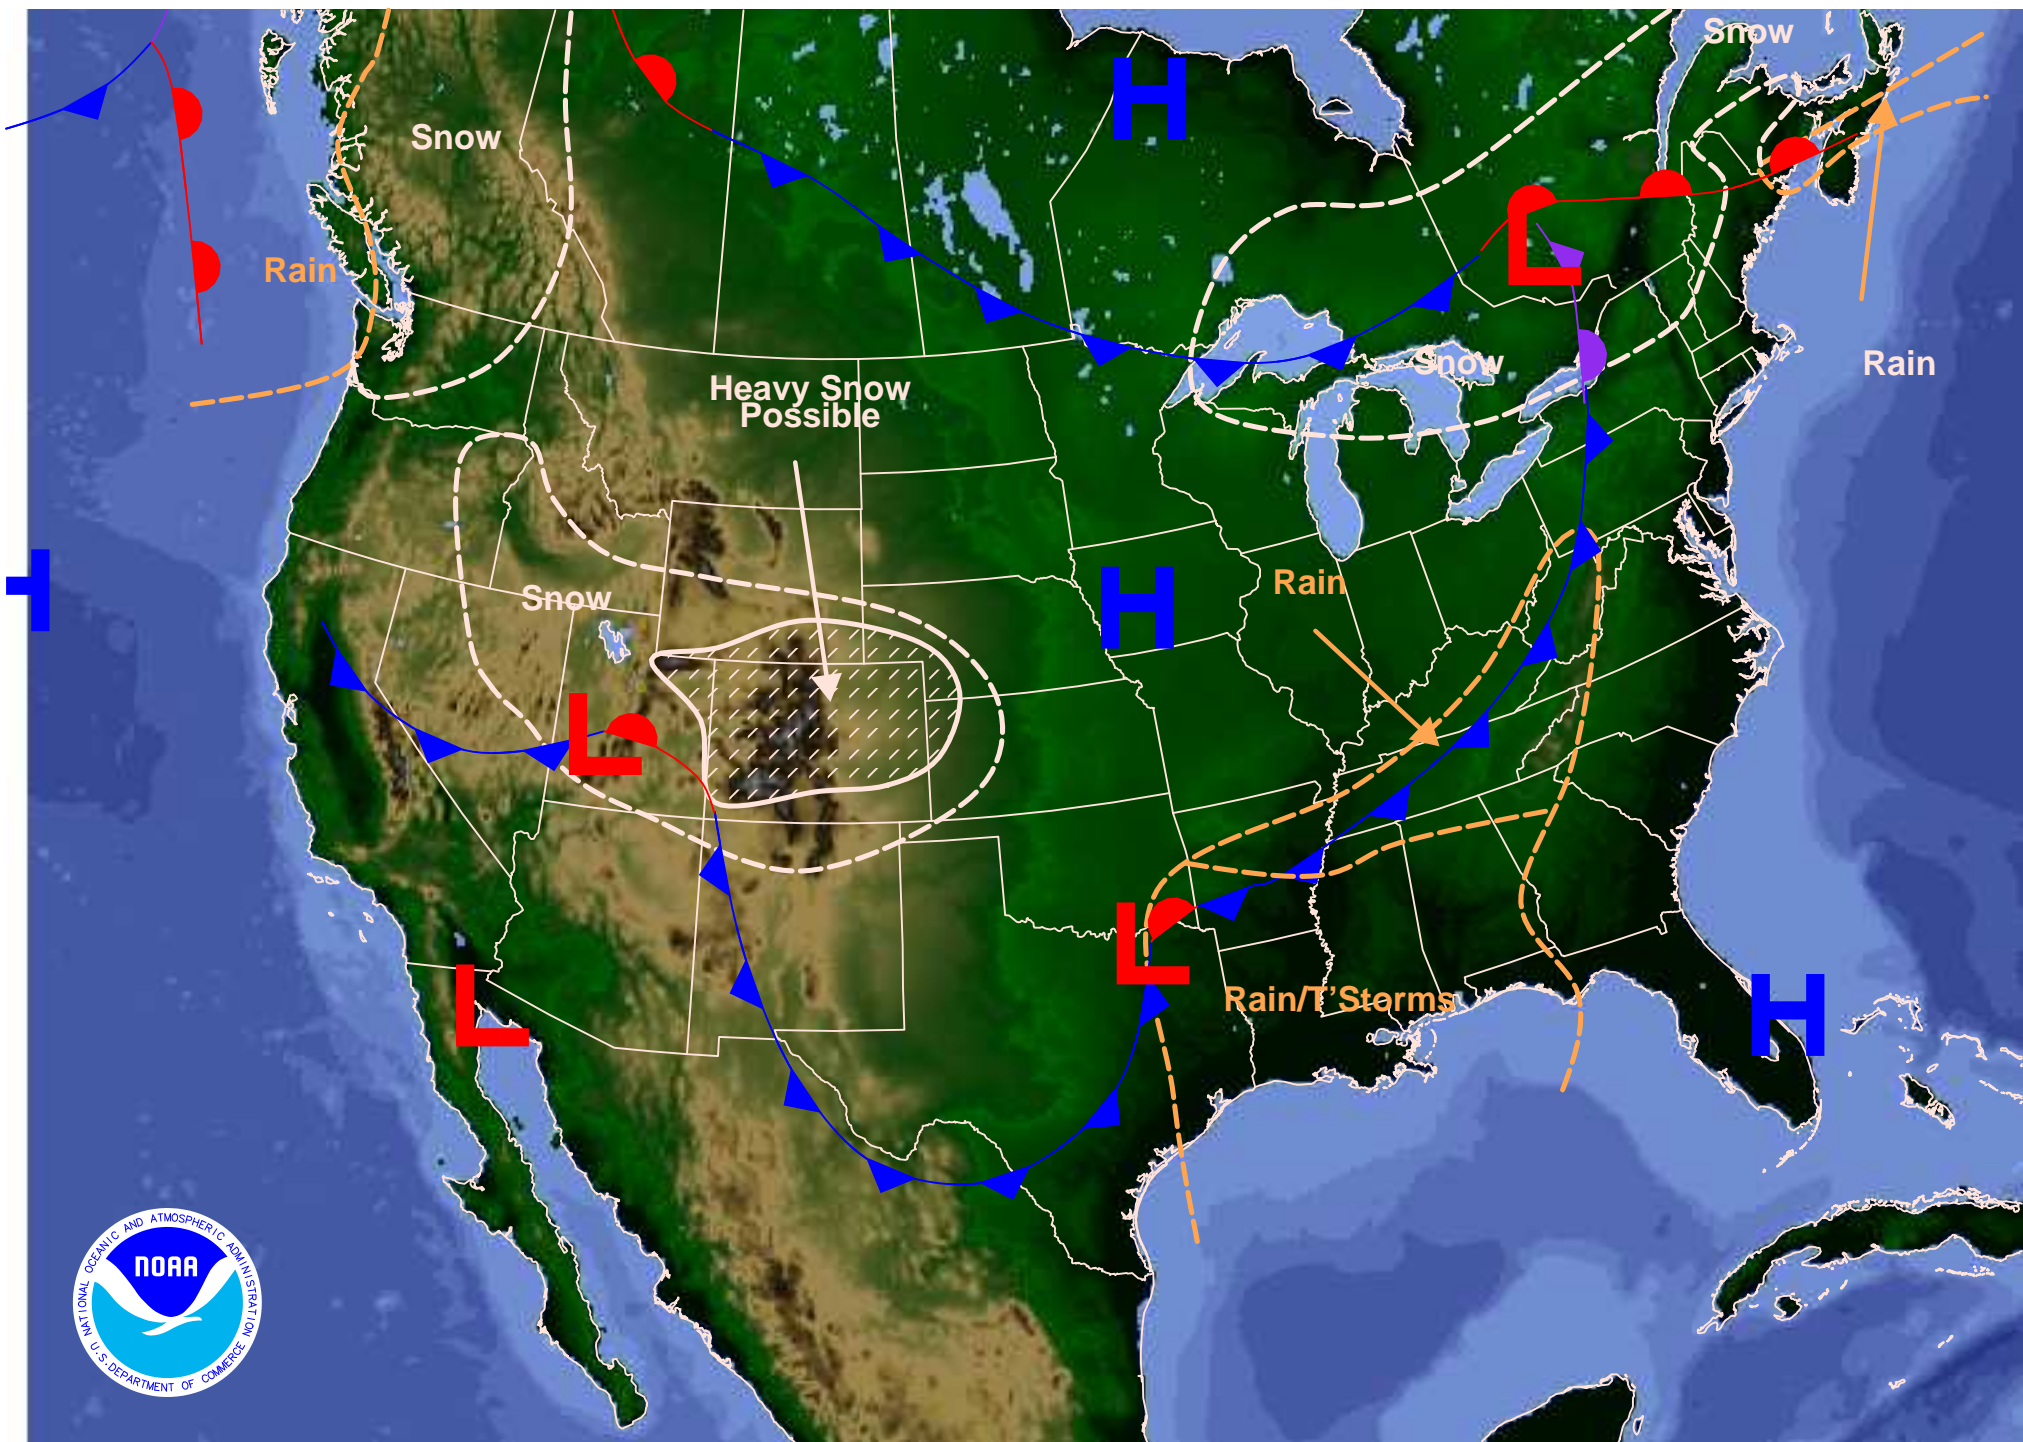 Snow
H
Snow
Rain
L
Snow
Rain
Heavy Snow
Possible
H
Rain
Snow
H
L
L
L
Rain/T'Storms
H
NATIONAL OCEANIC AND ATMOSPHERIC ADMINISTRATION
NOAA
U.S. DEPARTMENT OF COMMERCE